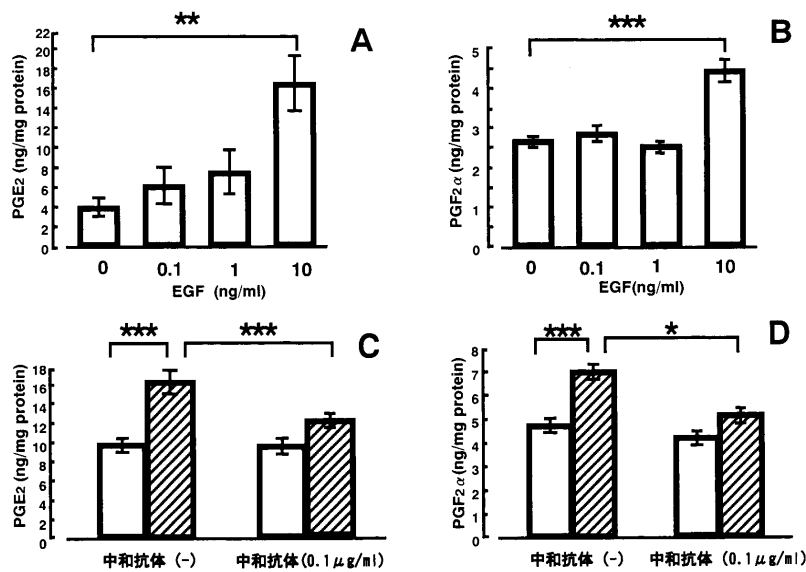 **
A
22
20
18
16
14
12
10
8
6
4
2
0
PGE2 (ng/mg protein)
0 0.1 1 10
EGF (ng/ml)
***
B
5
4
3
2
1
0
PGF2α (ng/mg protein)
0 0.1 1 10
EGF(ng/ml)
*** ***
C
18
16
14
12
10
8
6
4
2
0
PGE2 (ng/mg protein)
中和抗体 (-) 中和抗体(0.1μg/ml)
*** *
D
8
7
6
5
4
3
2
1
0
PGF2α(ng/mg protein)
中和抗体 (-) 中和抗体 (0.1μg/ml)